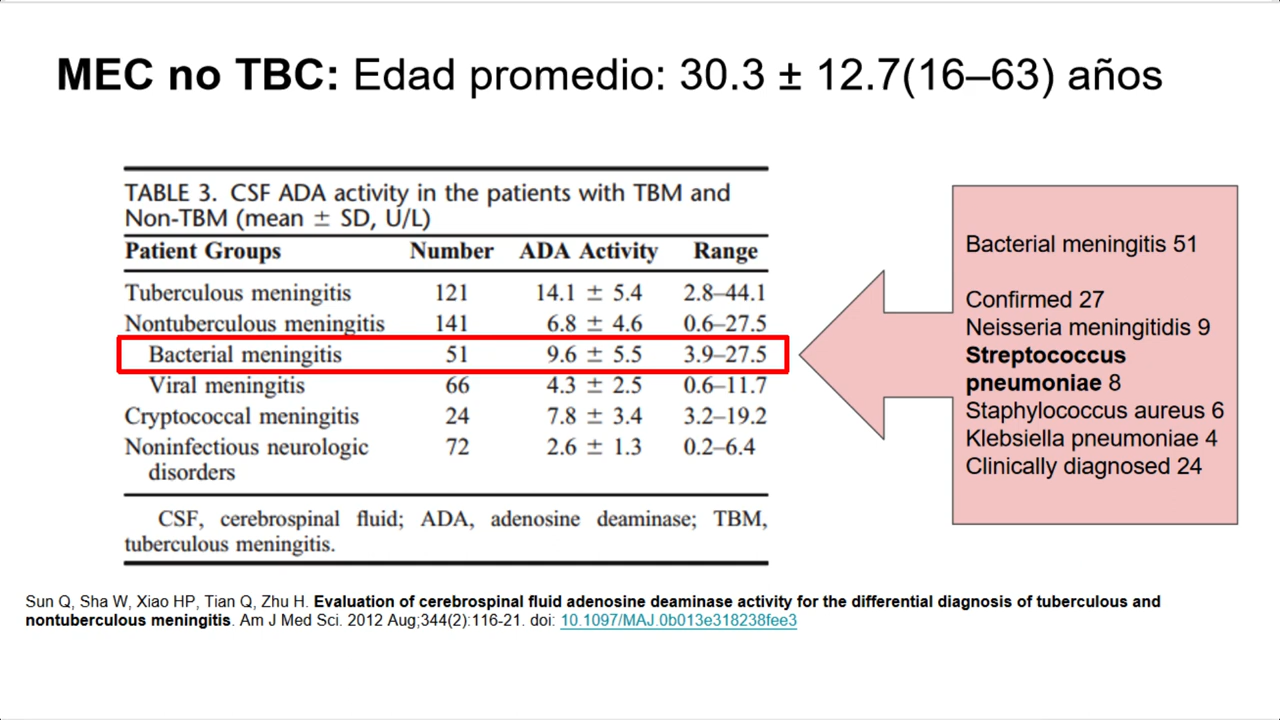 MEC no TBC: Edad promedio: 30.3 ± 12.7(16–63) años
TABLE 3. CSF ADA activity in the patients with TBM and
Non-TBM (mean ± SD, U/L)
Patient Groups Number ADA Activity Range
Tuberculous meningitis 121 14.1 ± 5.4 2.8–44.1
Nontuberculous meningitis 141 6.8 ± 4.6 0.6–27.5
Bacterial meningitis 51 9.6 ± 5.5 3.9–27.5
Viral meningitis 66 4.3 ± 2.5 0.6–11.7
Cryptococcal meningitis 24 7.8 ± 3.4 3.2–19.2
Noninfectious neurologic 72 2.6 ± 1.3 0.2–6.4
disorders
CSF, cerebrospinal fluid; ADA, adenosine deaminase; TBM,
tuberculous meningitis.
Bacterial meningitis 51
Confirmed 27
Neisseria meningitidis 9
Streptococcus
pneumoniae 8
Staphylococcus aureus 6
Klebsiella pneumoniae 4
Clinically diagnosed 24
Sun Q, Sha W, Xiao HP, Tian Q, Zhu H. Evaluation of cerebrospinal fluid adenosine deaminase activity for the differential diagnosis of tuberculous and
nontuberculous meningitis. Am J Med Sci. 2012 Aug;344(2):116-21. doi: 10.1097/MAJ.0b013e318238fee3